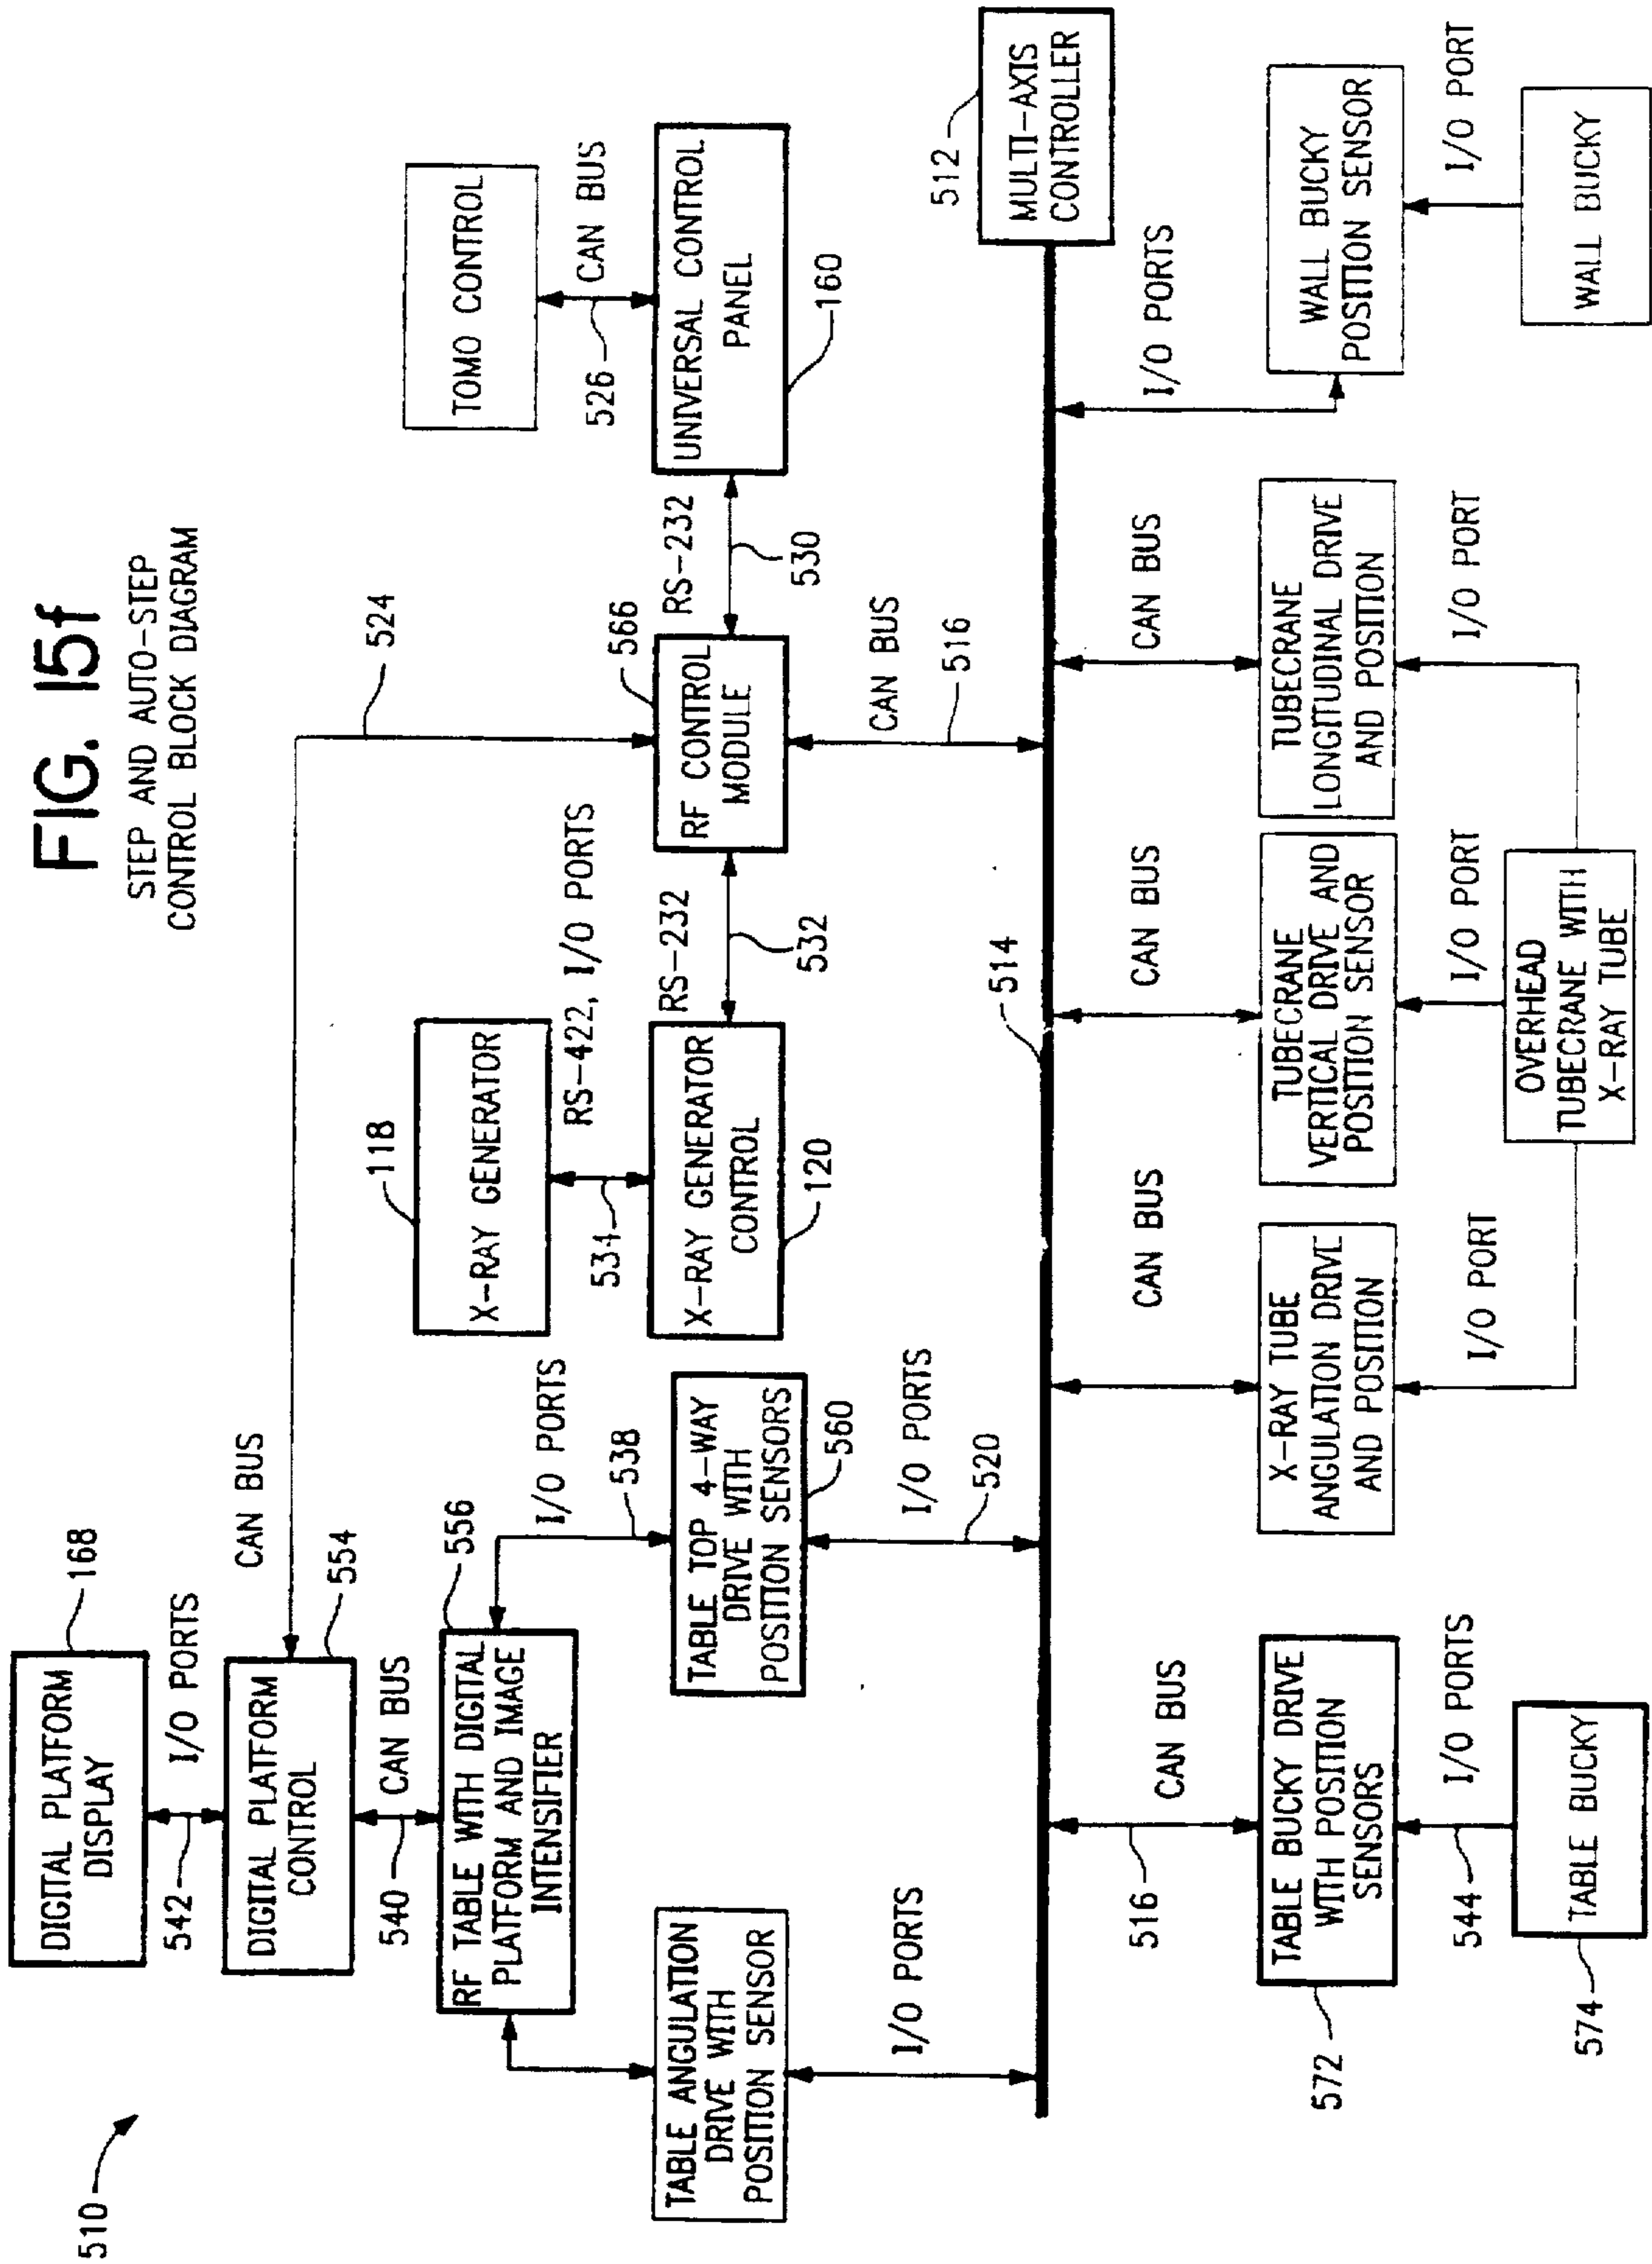 FIG. 15f
STEP AND AUTO-STEP
CONTROL BLOCK DIAGRAM
510
DIGITAL PLATFORM
DISPLAY
168
542
I/O PORTS
DIGITAL PLATFORM
CONTROL
554
CAN BUS
524
540
CAN BUS
RF TABLE WITH DIGITAL
PLATFORM AND IMAGE
INTENSIFIER
556
I/O PORTS
538
TABLE ANGULATION
DRIVE WITH
POSITION SENSOR
I/O PORTS
TABLE TOP 4-WAY
DRIVE WITH
POSITION SENSORS
560
I/O PORTS
520
X-RAY GENERATOR
118
534
RS-422, I/O PORTS
X-RAY GENERATOR
CONTROL
120
RS-232
532
RF CONTROL
MODULE
566
CAN BUS
516
RS-232
530
TOMO CONTROL
526
CAN BUS
UNIVERSAL CONTROL
PANEL
160
512
MULTI-AXIS
CONTROLLER
514
516
CAN BUS
TABLE BUCKY DRIVE
WITH POSITION
SENSORS
572
544
I/O PORTS
TABLE BUCKY
574
CAN BUS
X-RAY TUBE
ANGULATION DRIVE
AND POSITION
I/O PORT
CAN BUS
TUBECRANE
VERTICAL DRIVE AND
POSITION SENSOR
I/O PORT
CAN BUS
TUBECRANE
LONGITUDINAL DRIVE
AND POSITION
I/O PORT
OVERHEAD
TUBECRANE WITH
X-RAY TUBE
I/O PORTS
WALL BUCKY
POSITION SENSOR
I/O PORT
WALL BUCKY